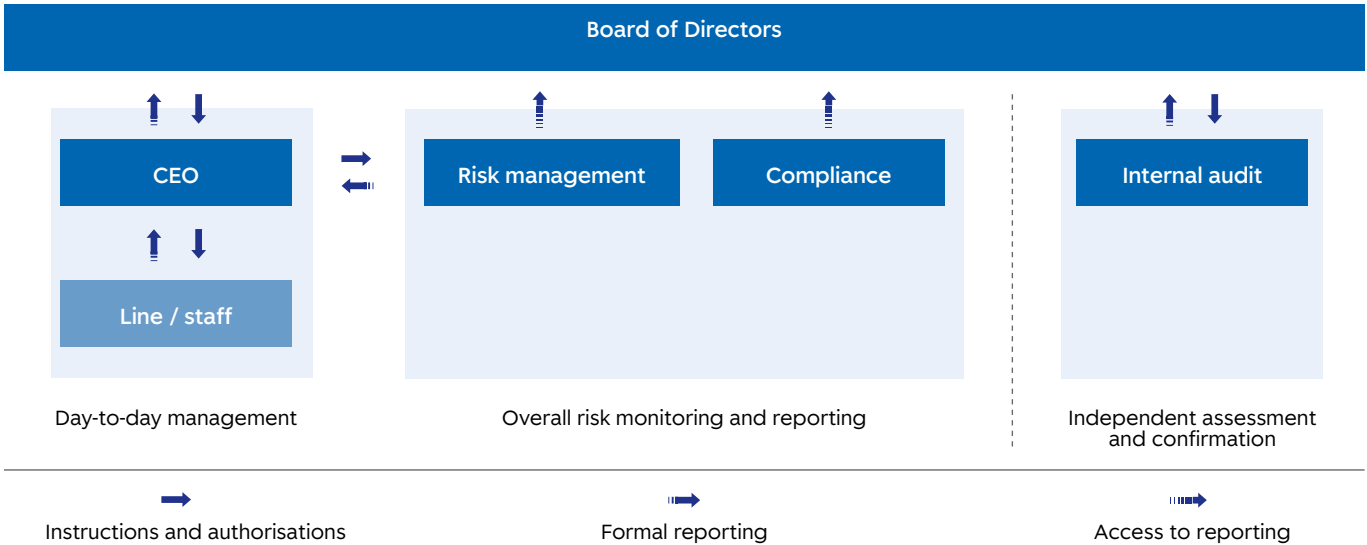 Board of Directors
CEO
Risk management
Compliance
Internal audit
Line / staff
Day-to-day management
Overall risk monitoring and reporting
Independent assessment
and confirmation
Instructions and authorisations
Formal reporting
Access to reporting